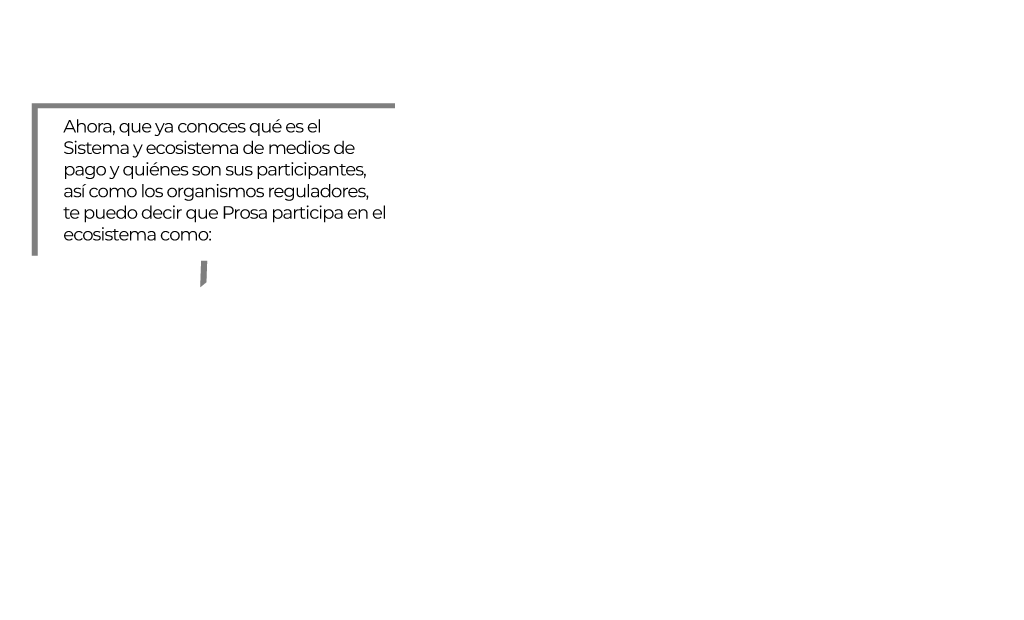 Ahora, que ya conoces qué es el
Sistema y ecosistema de medios de
pago y quiénes son sus participantes,
así como los organismos reguladores,
te puedo decir que Prosa participa en el
ecosistema como: